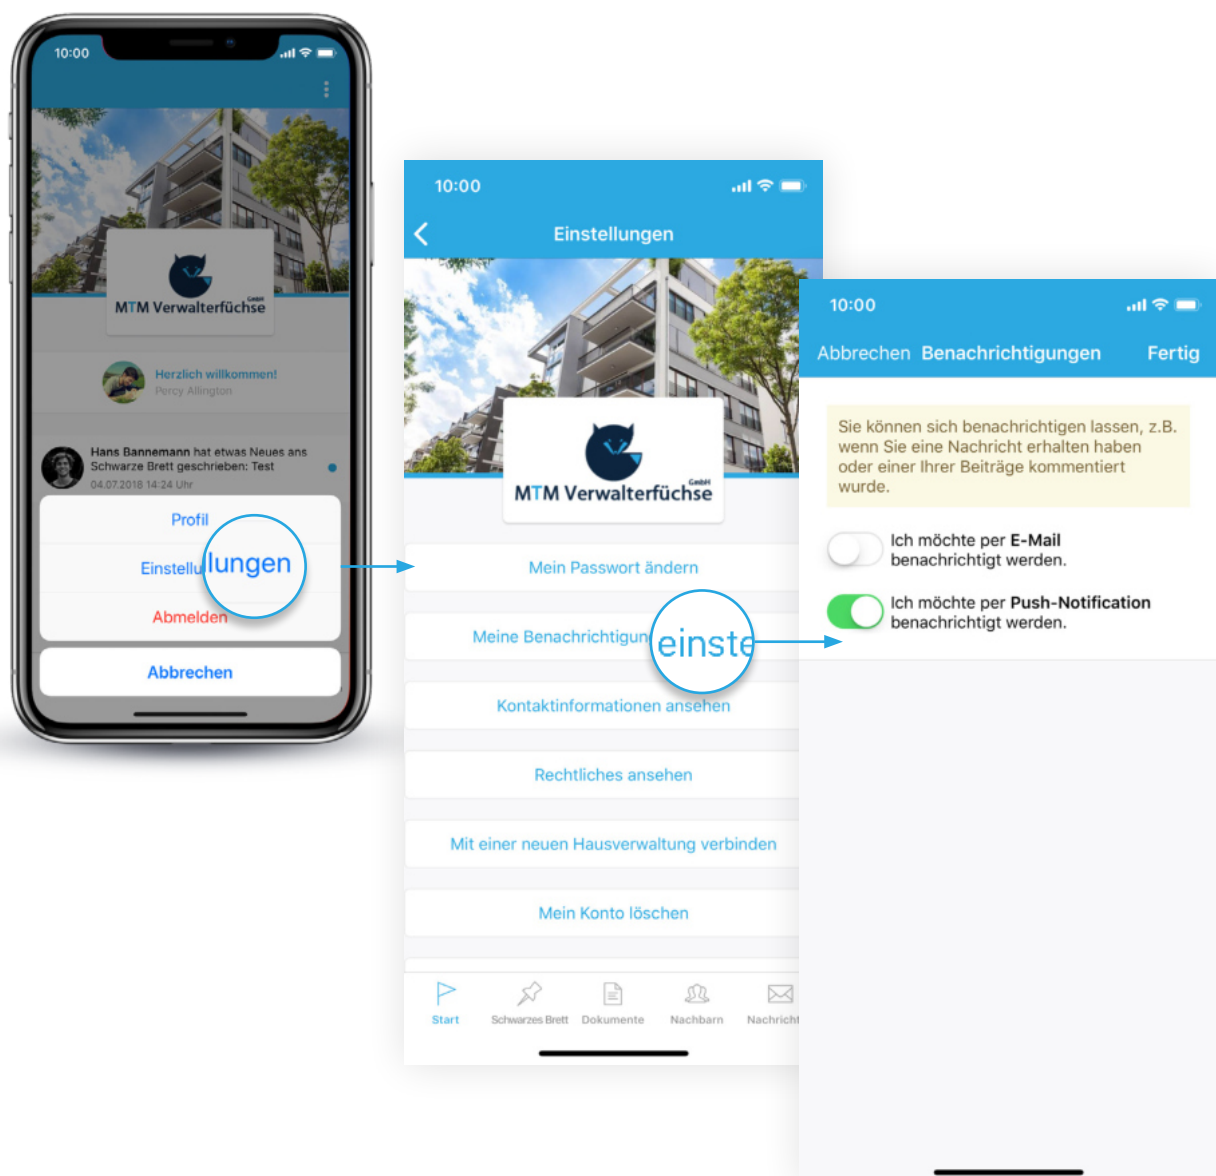 10:00
MTM Verwalterfüchse
GmbH
Herzlich willkommen!
Percy Allington
Hans Bannemann hat etwas Neues ans
Schwarze Brett geschrieben: Test
04.07.2018 14:24 Uhr
Profil
Einstellungen
Abmelden
Abbrechen
10:00
Einstellungen
MTM Verwalterfüchse
GmbH
Mein Passwort ändern
Meine Benachrichtigun einste
Kontaktinformationen ansehen
Rechtliches ansehen
Mit einer neuen Hausverwaltung verbinden
Mein Konto löschen
Start
Schwarzes Brett
Dokumente
Nachbarn
Nachricht
10:00
Abbrechen Benachrichtigungen Fertig
Sie können sich benachrichtigen lassen, z.B.
wenn Sie eine Nachricht erhalten haben
oder einer Ihrer Beiträge kommentiert
wurde.
Ich möchte per E-Mail
benachrichtigt werden.
Ich möchte per Push-Notification
benachrichtigt werden.